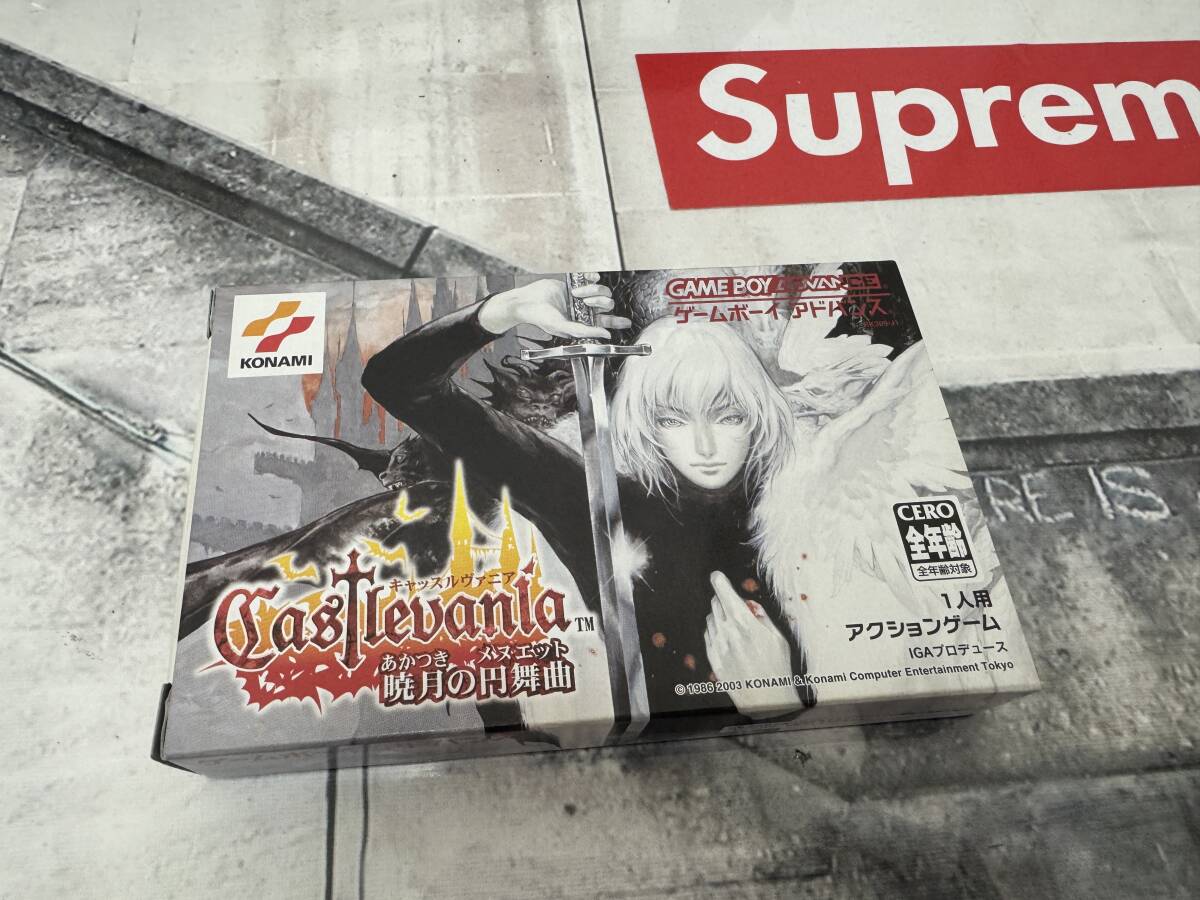 Suprem
KONAMI
GAME BOY ADVANCE
ゲームボーイ アドバンス
キャッスルヴァニア
Castlevania™
あかつき メヌエット
暁月の円舞曲
CERO
全年齢
全年齢対象
1人用
アクションゲーム
IGAプロデュース
© 1986 2003 KONAMI & Konami Computer Entertainment Tokyo
RE IS